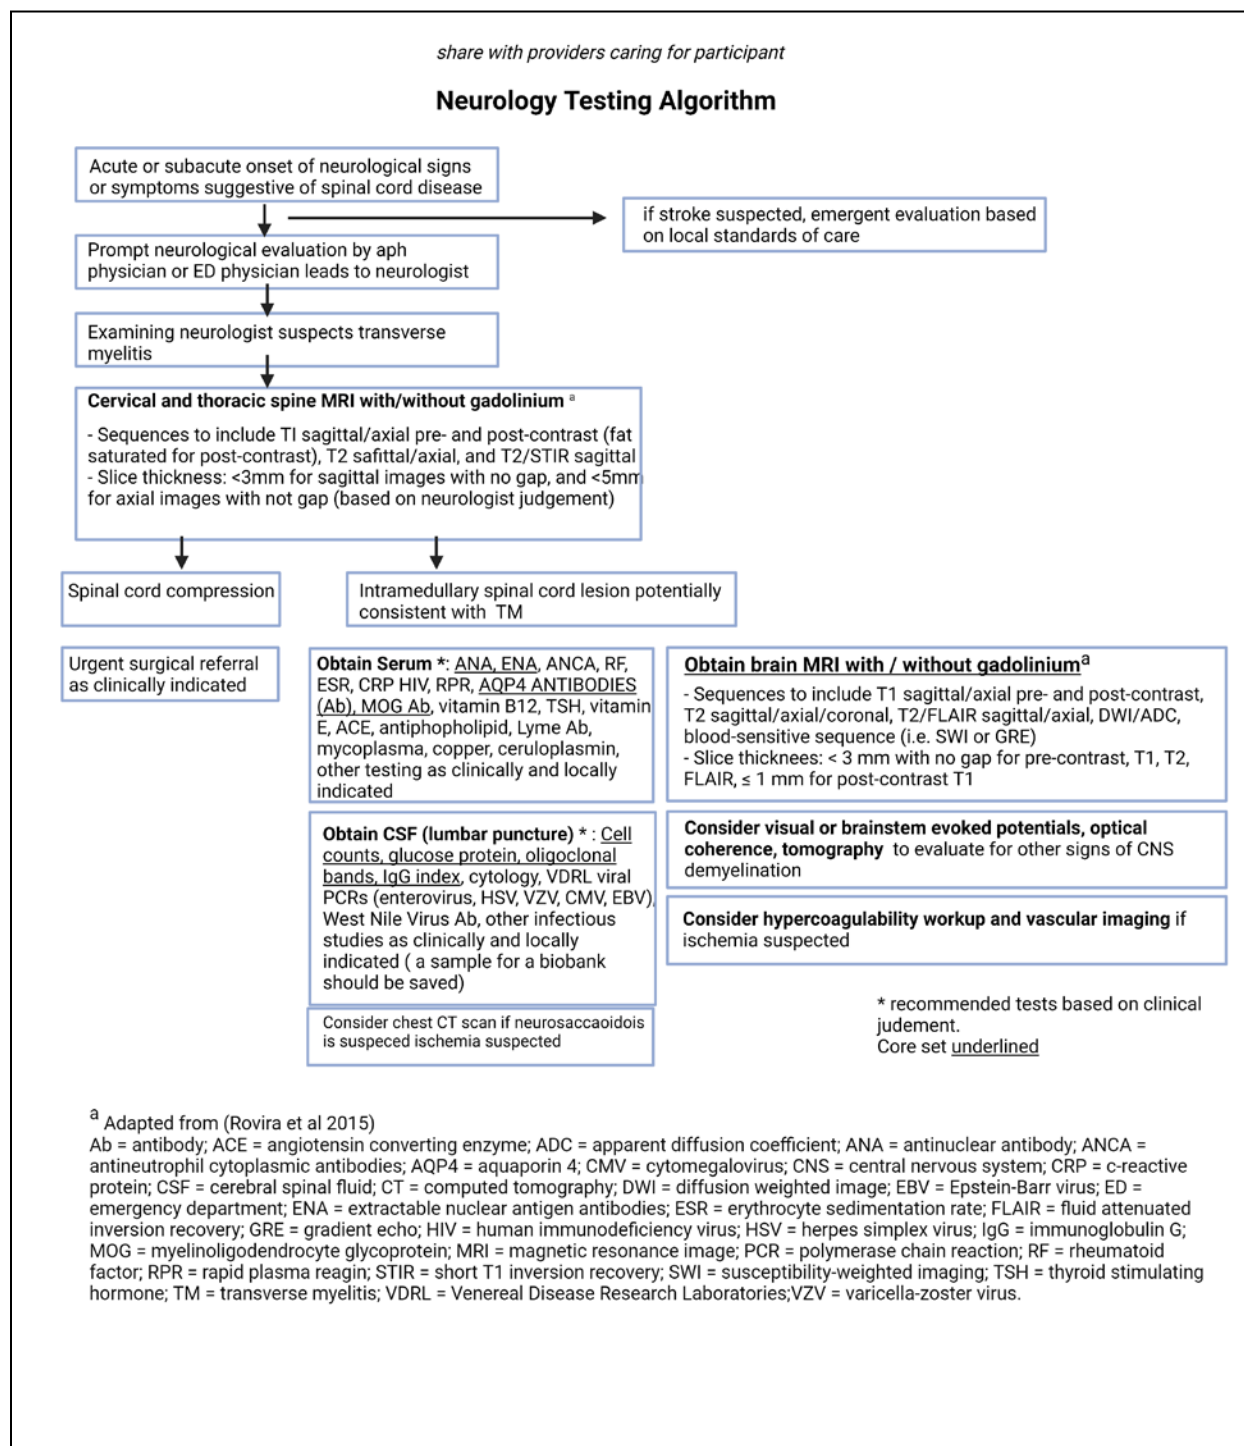 share with providers caring for participant
Neurology Testing Algorithm
Acute or subacute onset of neurological signs
or symptoms suggestive of spinal cord disease
if stroke suspected, emergent evaluation based
on local standards of care
Prompt neurological evaluation by aph
physician or ED physician leads to neurologist
Examining neurologist suspects transverse
myelitis
Cervical and thoracic spine MRI with/without gadolinium a
- Sequences to include TI sagittal/axial pre- and post-contrast (fat
saturated for post-contrast), T2 safittal/axial, and T2/STIR sagittal
- Slice thickness: <3mm for sagittal images with no gap, and <5mm
for axial images with not gap (based on neurologist judgement)
Spinal cord compression
Intramedullary spinal cord lesion potentially
consistent with TM
Urgent surgical referral
as clinically indicated
Obtain Serum *: ANA, ENA, ANCA, RF,
ESR, CRP HIV, RPR, AQP4 ANTIBODIES
(Ab), MOG Ab, vitamin B12, TSH, vitamin
E, ACE, antiphopholipid, Lyme Ab,
mycoplasma, copper, ceruloplasmin,
other testing as clinically and locally
indicated
Obtain brain MRI with / without gadolinium a
- Sequences to include T1 sagittal/axial pre- and post-contrast,
T2 sagittal/axial/coronal, T2/FLAIR sagittal/axial, DWI/ADC,
blood-sensitive sequence (i.e. SWI or GRE)
- Slice thicknees: < 3 mm with no gap for pre-contrast, T1, T2,
FLAIR, ≤ 1 mm for post-contrast T1
Obtain CSF (lumbar puncture) * : Cell
counts, glucose protein, oligoclonal
bands, IgG index, cytology, VDRL viral
PCRs (enterovirus, HSV, VZV, CMV, EBV),
West Nile Virus Ab, other infectious
studies as clinically and locally
indicated ( a sample for a biobank
should be saved)
Consider visual or brainstem evoked potentials, optical
coherence, tomography to evaluate for other signs of CNS
demyelination
Consider hypercoagulability workup and vascular imaging if
ischemia suspected
Consider chest CT scan if neurosaccaoidois
is suspeced ischemia suspected
* recommended tests based on clinical
judement.
Core set underlined
a Adapted from (Rovira et al 2015)
Ab = antibody; ACE = angiotensin converting enzyme; ADC = apparent diffusion coefficient; ANA = antinuclear antibody; ANCA =
antineutrophil cytoplasmic antibodies; AQP4 = aquaporin 4; CMV = cytomegalovirus; CNS = central nervous system; CRP = c-reactive
protein; CSF = cerebral spinal fluid; CT = computed tomography; DWI = diffusion weighted image; EBV = Epstein-Barr virus; ED =
emergency department; ENA = extractable nuclear antigen antibodies; ESR = erythrocyte sedimentation rate; FLAIR = fluid attenuated
inversion recovery; GRE = gradient echo; HIV = human immunodeficiency virus; HSV = herpes simplex virus; IgG = immunoglobulin G;
MOG = myelinoligodendrocyte glycoprotein; MRI = magnetic resonance image; PCR = polymerase chain reaction; RF = rheumatoid
factor; RPR = rapid plasma reagin; STIR = short T1 inversion recovery; SWI = susceptibility-weighted imaging; TSH = thyroid stimulating
hormone; TM = transverse myelitis; VDRL = Venereal Disease Research Laboratories;VZV = varicella-zoster virus.